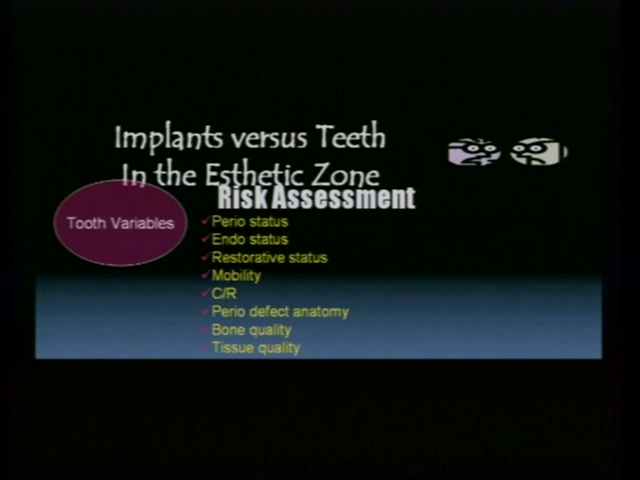 Implants versus Teeth
In the Esthetic Zone
Risk Assessment
Tooth Variables
Perio status
Endo status
Restorative status
Mobility
C/R
Perio defect anatomy
Bone quality
Tissue quality